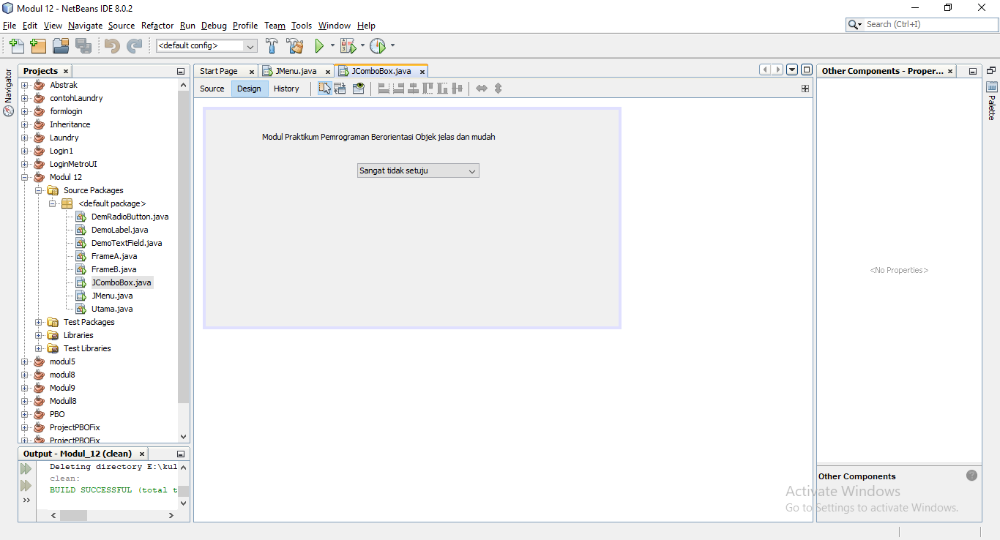 Modul 12 - NetBeans IDE 8.0.2
File Edit View Navigate Source Refactor Run Debug Profile Team Tools Window Help
Search (Ctrl+I)
<default config>
Navigator
Projects
Abstrak
contohLaundry
formlogin
Inheritance
Laundry
Login1
LoginMetroUI
Modul 12
Source Packages
<default package>
DemRadioButton.java
DemoLabel.java
DemoTextField.java
FrameA.java
FrameB.java
JComboBox.java
JMenu.java
Utama.java
Test Packages
Libraries
Test Libraries
modul5
modul8
Modul9
Modull8
PBO
ProjectPBOFix
ProjectPBOFix
Output - Modul_12 (clean)
Deleting directory E:\kul
clean:
BUILD SUCCESSFUL (total t
Start Page JMenu.java JComboBox.java
Source Design History
Modul Praktikum Pemrograman Berorientasi Objek jelas dan mudah
Sangat tidak setuju
Other Components - Proper...
<No Properties>
Other Components
Palette
Activate Windows
Go to Settings to activate Windows.